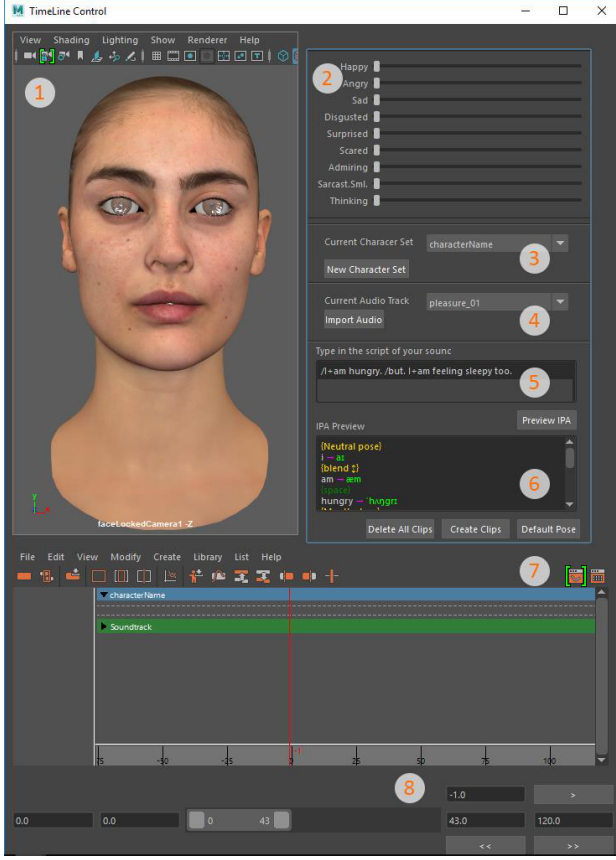 TimeLine Control
View Shading Lighting Show Renderer Help
1
2
Happy
Angry
Sad
Disgusted
Surprised
Scared
Admiring
Sarcast.Sml.
Thinking
Current Characer Set characterName
3
New Character Set
Current Audio Track pleasure_01
Import Audio
4
Type in the script of your sounc
/I+am hungry. /but. I+am feeling sleepy too.
5
Preview IPA
IPA Preview
{Neutral pose}
i → aɪ
{blend ↕}
am → æm
{space}
hungry → ˈhʌŋgrɪ
6
Delete All Clips Create Clips Default Pose
y
x
faceLockedCamera1 -Z
File Edit View Modify Create Library List Help
7
characterName
Soundtrack
75 -50 -25 0 -1 25 50 75 100
8
-1.0 >
0.0 0.0 0 43 43.0 120.0
<< >>